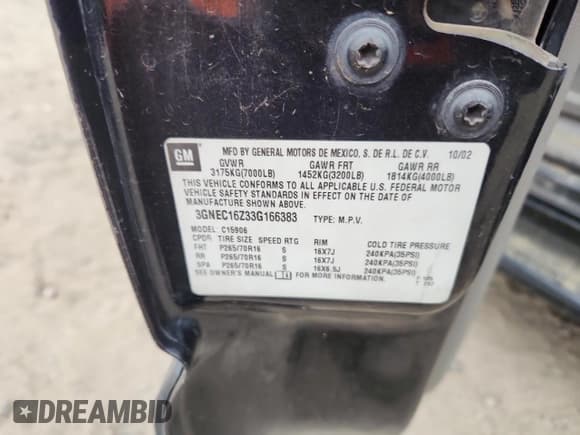 GM
MFD BY GENERAL MOTORS DE MEXICO, S. DE R.L. DE C.V. 10/02
GVWR GAWR FRT GAWR RR
3175KG(7000LB) 1452KG(3200LB) 1814KG(4000LB)
THIS VEHICLE CONFORMS TO ALL APPLICABLE U.S. FEDERAL MOTOR
VEHICLE SAFETY STANDARDS IN EFFECT ON THE DATE OF
MANUFACTURE SHOWN ABOVE.
3GNEC16Z33G166383 TYPE: M.P.V.
MODEL: C15906
CPDR TIRE SIZE SPEED RTG RIM COLD TIRE PRESSURE
FRT P265/70R16 S 16X7J 240KPA(35PSI)
RR P265/70R16 S 16X7J 240KPA(35PSI)
SPA P265/70R16 S 16X6.5J 240KPA(35PSI)
SEE OWNER'S MANUAL FOR MORE INFORMATION.
DREAMBID